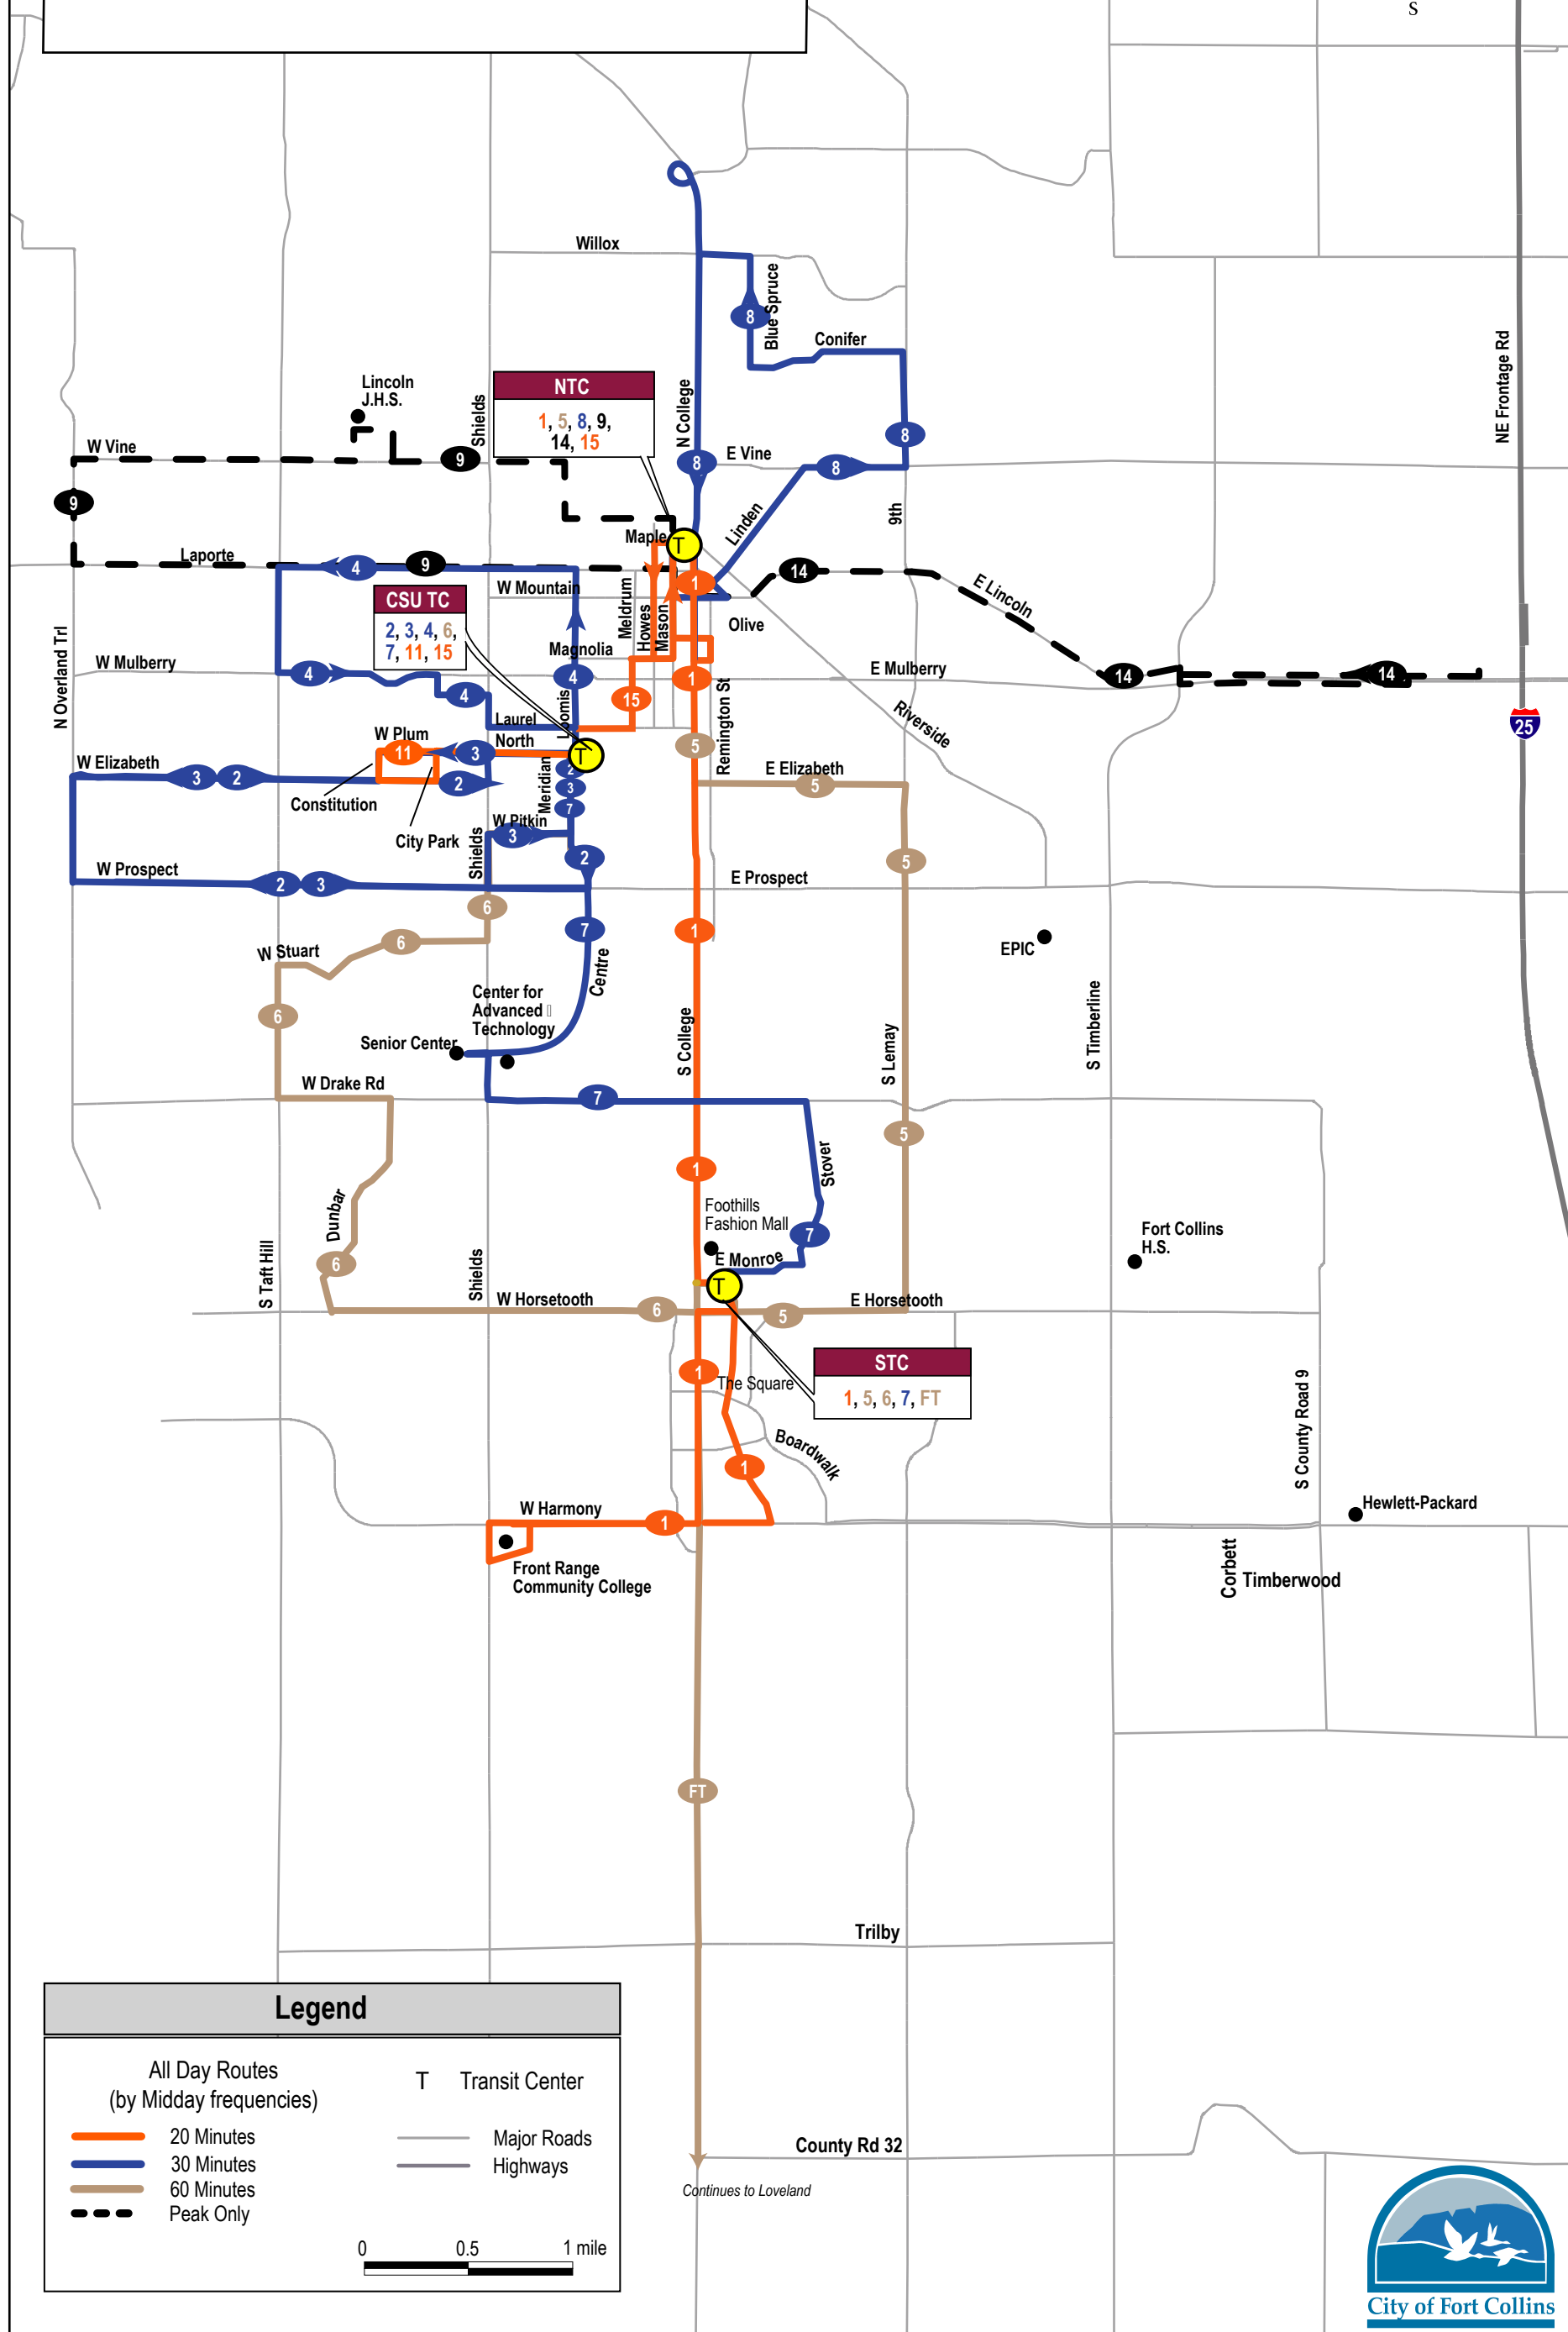 S
Willox
Blue Spruce
8
Conifer
NE Frontage Rd
Lincoln
J.H.S.
NTC
1, 5, 8, 9,
14, 15
Shields
N College
W Vine
9
8
E Vine
8
8
9
9th
Linden
Maple
T
Laporte
4
9
1
14
W Mountain
E Lincoln
CSU TC
2, 3, 4, 6,
7, 11, 15
Meldrum
Howes
Mason
Olive
N Overland Trl
Magnolia
W Mulberry
4
4
4
1
E Mulberry
14
14
15
Loomis
Laurel
Remington St
Riverside
25
W Plum
North
11
3
T
5
W Elizabeth
3
2
2
2
3
7
Meridian
E Elizabeth
5
Constitution
City Park
W Pitkin
3
Shields
2
5
W Prospect
2
3
E Prospect
6
7
1
EPIC
W Stuart
6
Centre
6
Center for
Advanced
Technology
Senior Center
S College
S Lemay
S Timberline
W Drake Rd
7
5
1
Stover
Dunbar
Foothills
Fashion Mall
7
Fort Collins
H.S.
6
S Taft Hill
Shields
E Monroe
T
W Horsetooth
6
5
E Horsetooth
STC
1, 5, 6, 7, FT
1
The Square
S County Road 9
Boardwalk
1
W Harmony
1
Hewlett-Packard
Front Range
Community College
Corbett
Timberwood
FT
Trilby
Legend
All Day Routes
(by Midday frequencies)
20 Minutes
30 Minutes
60 Minutes
Peak Only
T Transit Center
Major Roads
Highways
0 0.5 1 mile
County Rd 32
Continues to Loveland
City of Fort Collins